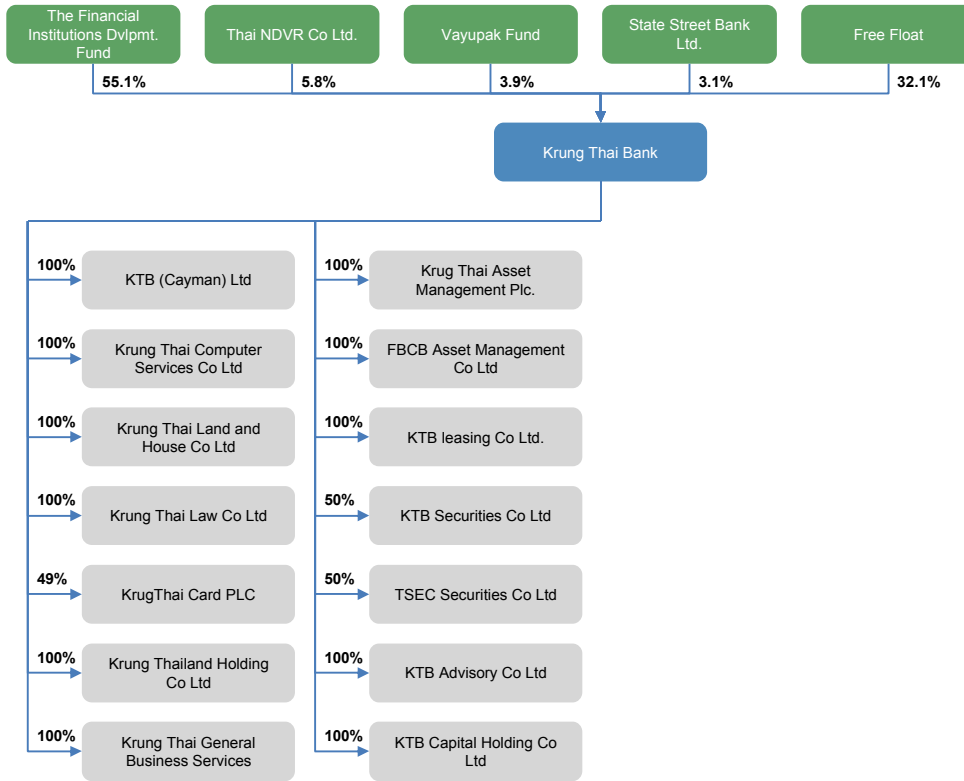 The Financial
Institutions Dvlpmt.
Fund
Thai NDVR Co Ltd.
Vayupak Fund
State Street Bank
Ltd.
Free Float
55.1%
5.8%
3.9%
3.1%
32.1%
Krung Thai Bank
100%
KTB (Cayman) Ltd
100%
Krung Thai Computer
Services Co Ltd
100%
Krung Thai Land and
House Co Ltd
100%
Krung Thai Law Co Ltd
49%
KrugThai Card PLC
100%
Krung Thailand Holding
Co Ltd
100%
Krung Thai General
Business Services
100%
Krug Thai Asset
Management Plc.
100%
FBCB Asset Management
Co Ltd
100%
KTB leasing Co Ltd.
50%
KTB Securities Co Ltd
50%
TSEC Securities Co Ltd
100%
KTB Advisory Co Ltd
100%
KTB Capital Holding Co
Ltd